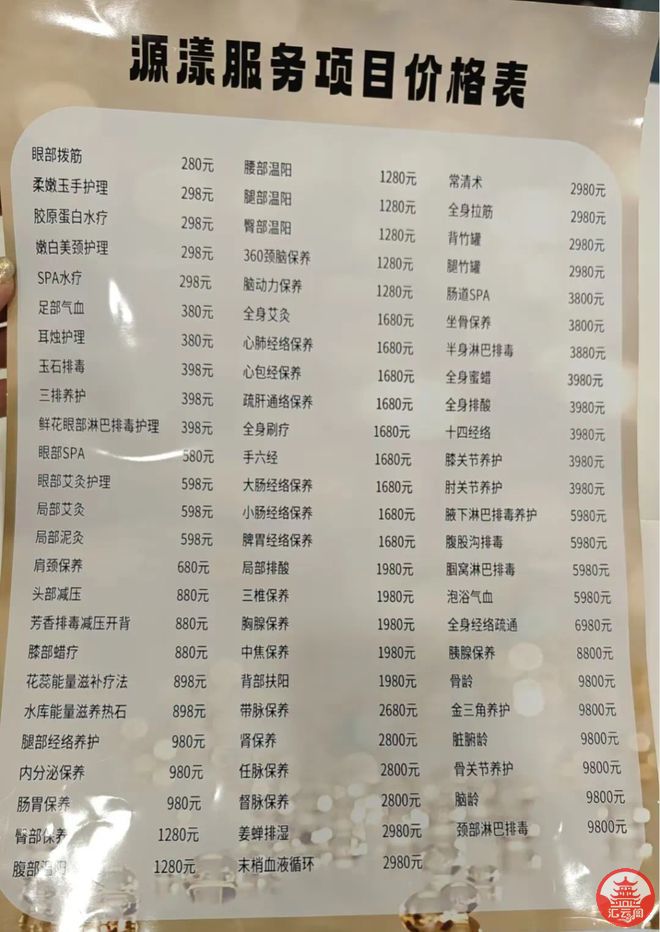 源漾服务项目价格表
眼部拨筋 280元
柔嫩玉手护理 298元
胶原蛋白水疗 298元
嫩白美颈护理 298元
SPA水疗 298元
足部气血 380元
耳烛护理 380元
玉石排毒 398元
三排养护 398元
鲜花眼部淋巴排毒护理 398元
眼部SPA 580元
眼部艾灸护理 598元
局部艾灸 598元
局部泥灸 598元
肩颈保养 680元
头部减压 880元
芳香排毒减压开背 880元
膝部蜡疗 880元
花蕊能量滋补疗法 898元
水库能量滋养热石 898元
腿部经络养护 980元
内分泌保养 980元
肠胃保养 980元
臀部保养 1280元
腹部温阳 1280元
腰部温阳 1280元
腿部温阳 1280元
臀部温阳 1280元
360颈脑保养 1280元
脑动力保养 1280元
全身艾灸 1680元
心肺经络保养 1680元
心包经保养 1680元
疏肝通络保养 1680元
全身刷疗 1680元
手六经 1680元
大肠经络保养 1680元
小肠经络保养 1680元
脾胃经络保养 1680元
局部排酸 1980元
三椎保养 1980元
胸腺保养 1980元
中焦保养 1980元
背部扶阳 1980元
带脉保养 2680元
肾保养 2800元
任脉保养 2800元
督脉保养 2800元
姜蝉排湿 2980元
末梢血液循环 2980元
常清术 2980元
全身拉筋 2980元
背竹罐 2980元
腿竹罐 2980元
肠道SPA 3800元
坐骨保养 3800元
半身淋巴排毒 3880元
全身蜜蜡 3980元
全身排酸 3980元
十四经络 3980元
膝关节养护 3980元
肘关节养护 3980元
腋下淋巴排毒养护 5980元
腹股沟排毒 5980元
腘窝淋巴排毒 5980元
泡浴气血 5980元
全身经络疏通 6980元
胰腺保养 8800元
骨龄 9800元
金三角养护 9800元
脏腑龄 9800元
骨关节养护 9800元
脑龄 9800元
颈部淋巴排毒 9800元
汇云阁